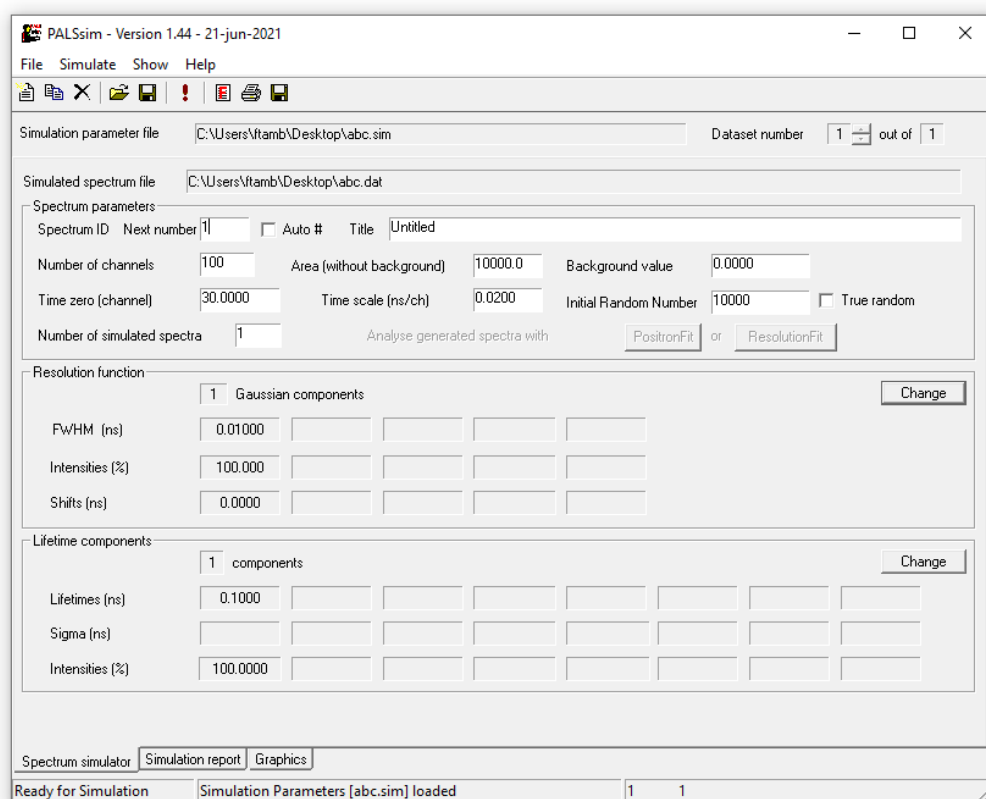 PALSsim - Version 1.44 - 21-jun-2021
File Simulate Show Help
Simulation parameter file C:\Users\ftamb\Desktop\abc.sim Dataset number 1 out of 1
Simulated spectrum file C:\Users\ftamb\Desktop\abc.dat
Spectrum parameters
Spectrum ID Next number 1 Auto # Title Untitled
Number of channels 100 Area (without background) 10000.0 Background value 0.0000
Time zero (channel) 30.0000 Time scale (ns/ch) 0.0200 Initial Random Number 10000 True random
Number of simulated spectra 1 Analyse generated spectra with PositronFit or ResolutionFit
Resolution function
1 Gaussian components Change
FWHM (ns) 0.01000
Intensities (%) 100.000
Shifts (ns) 0.0000
Lifetime components
1 components Change
Lifetimes (ns) 0.1000
Sigma (ns)
Intensities (%) 100.0000
Spectrum simulator Simulation report Graphics
Ready for Simulation Simulation Parameters [abc.sim] loaded 1 1